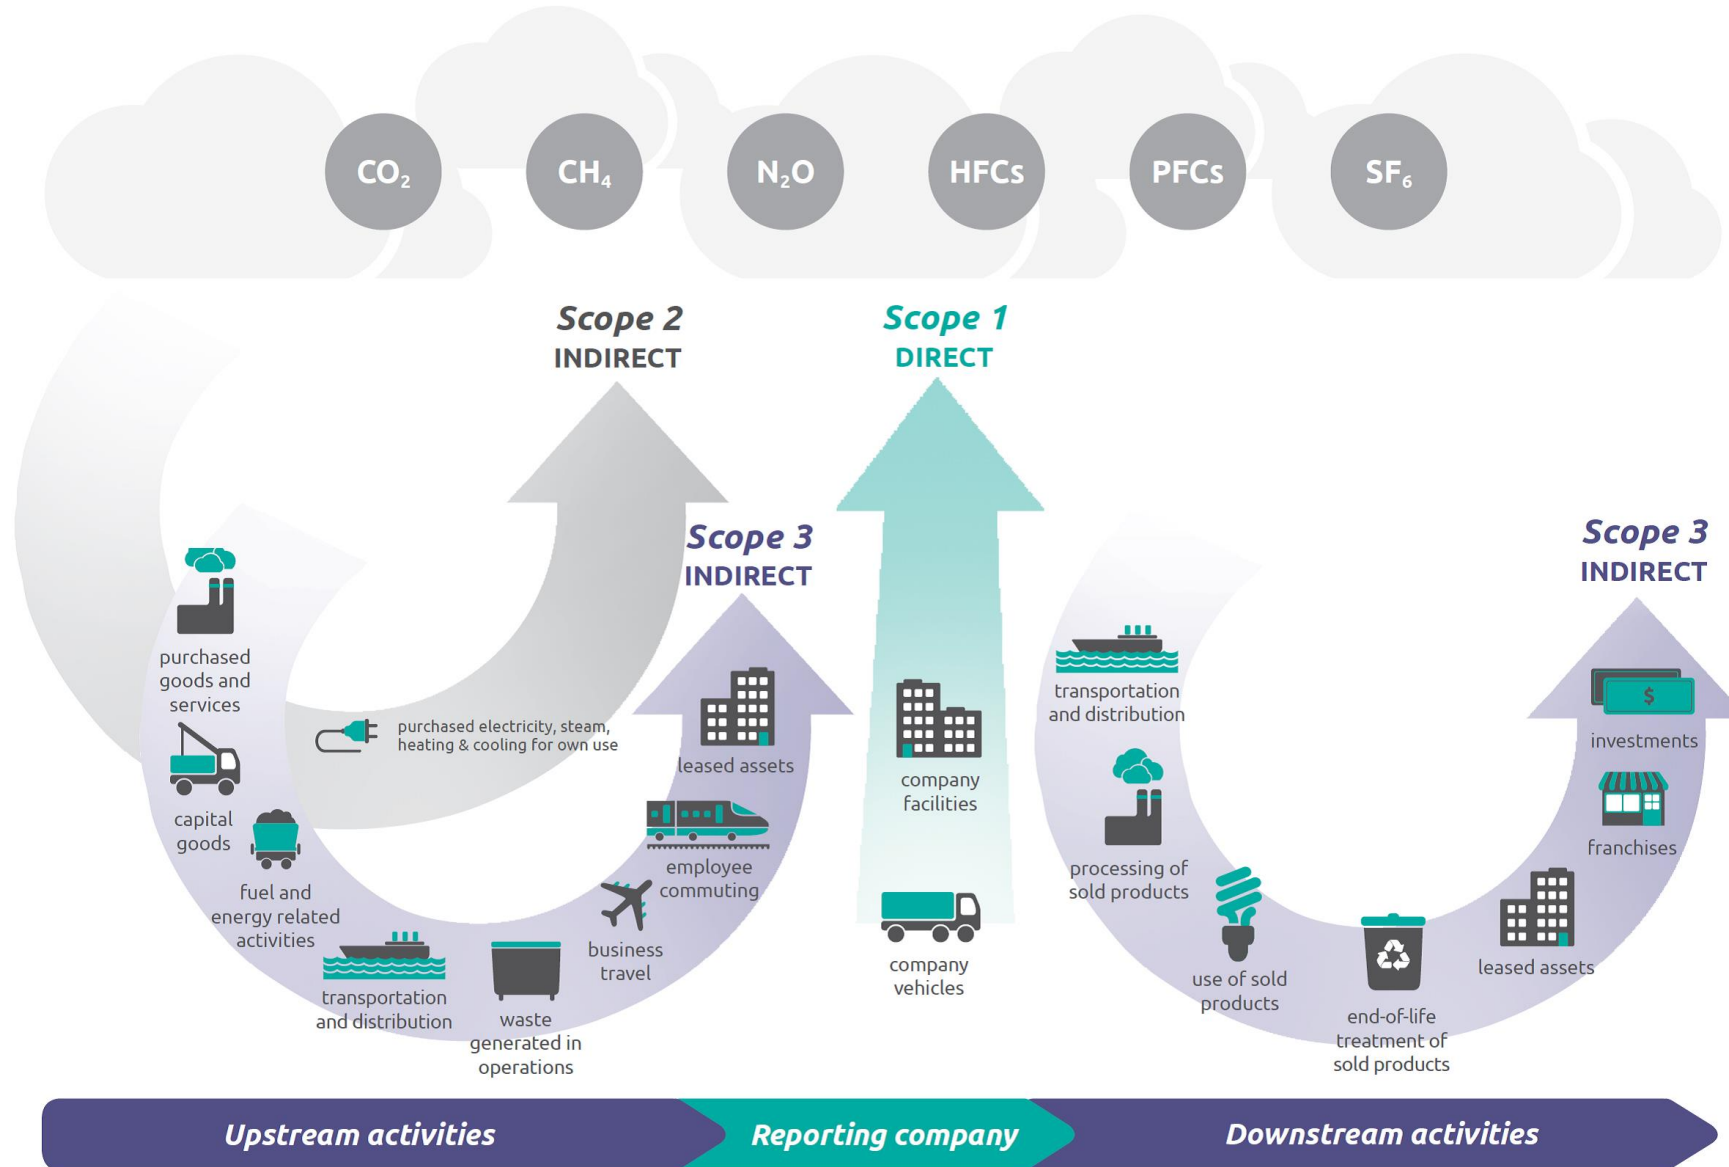 CO₂
CH₄
N₂O
HFCs
PFCs
SF₆
Scope 2
INDIRECT
Scope 1
DIRECT
Scope 3
INDIRECT
Scope 3
INDIRECT
purchased
goods and
services
capital
goods
fuel and
energy related
activities
transportation
and distribution
waste
generated in
operations
business
travel
employee
commuting
leased assets
purchased electricity, steam,
heating & cooling for own use
company
facilities
company
vehicles
transportation
and distribution
processing of
sold products
use of sold
products
end-of-life
treatment of
sold products
leased assets
franchises
$
investments
Upstream activities
Reporting company
Downstream activities